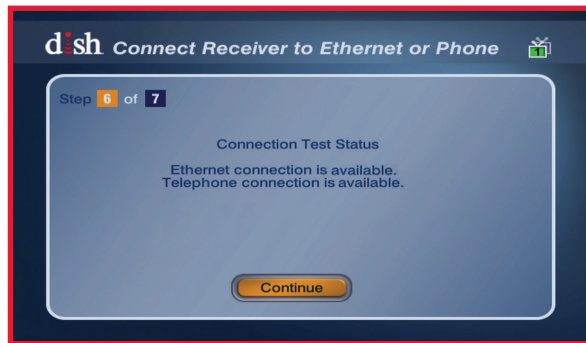 dish Connect Receiver to Ethernet or Phone 1
Step 6 of 7
Connection Test Status
Ethernet connection is available.
Telephone connection is available.
Continue